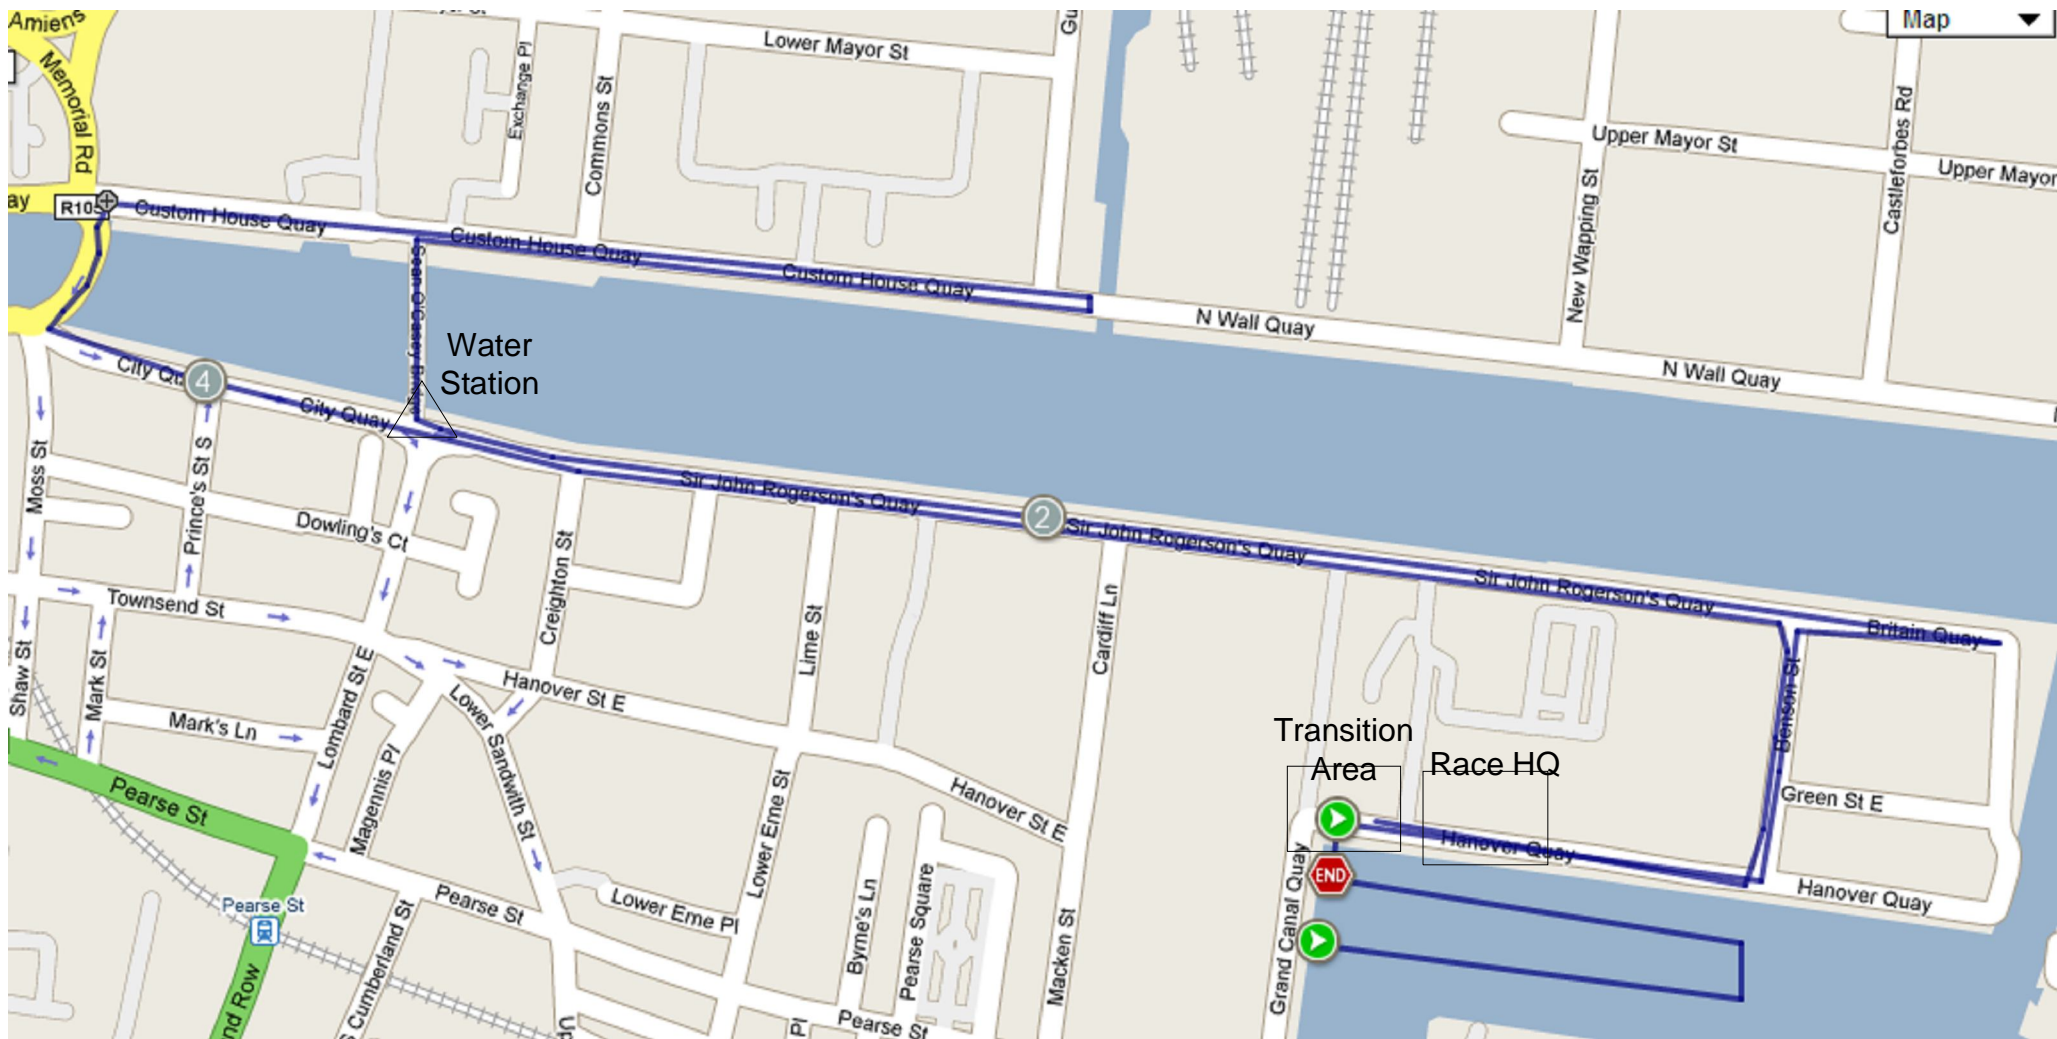 Amiens
Map
Lower Mayor St
Memorial Rd
Exchange Pl
Commons St
Upper Mayor St
Upper Mayor
Castleforbes Rd
New Wapping St
ay
Custom House Quay
Custom House Quay
Custom House Quay
N Wall Quay
N Wall Quay
Sean O'Casey Bridge
Water
Station
City Quay
4
Moss St
Prince's St S
Dowling's Ct
Sir John Rogerson's Quay
2
Sir John Rogerson's Quay
Sir John Rogerson's Quay
Britain Quay
Creighton St
Townsend St
Lime St
Cardiff Ln
Benson St
Shaw St
Mark St
Mark's Ln
Lombard St E
Magennis Pl
Hanover St E
Lower Sandwith St
Hanover St E
Transition
Area
Race HQ
Green St E
Hanover Quay
Hanover Quay
END
Grand Canal Quay
Pearse St
Pearse St
Pearse St
Lower Erne St
Lower Erne Pl
Byrne's Ln
Pearse Square
Macken St
S Cumberland St
nd Row
Up
Pl
Pearse St